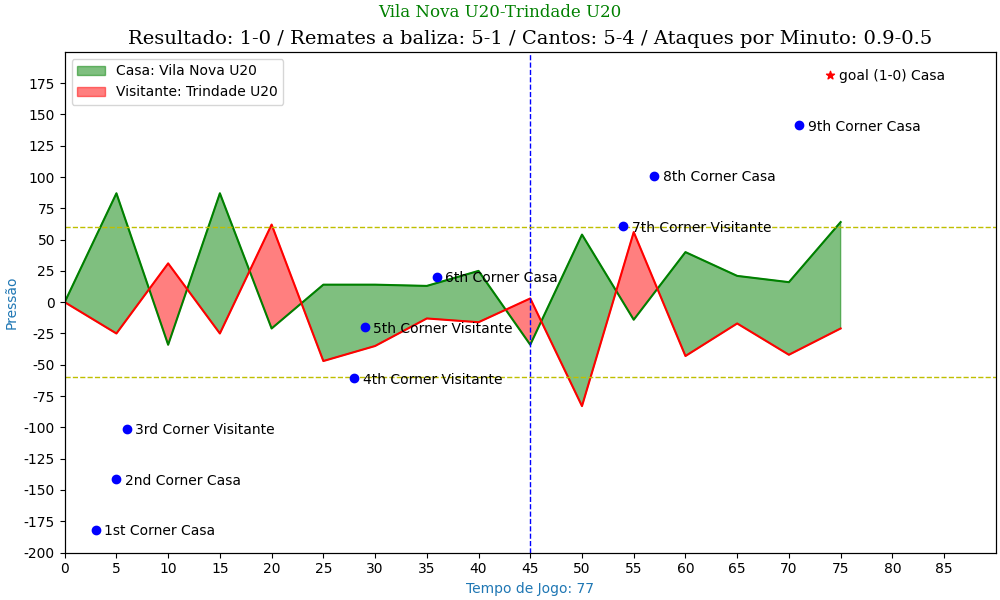 Vila Nova U20-Trindade U20
Resultado: 1-0 / Remates a baliza: 5-1 / Cantos: 5-4 / Ataques por Minuto: 0.9-0.5
Casa: Vila Nova U20
Visitante: Trindade U20
goal (1-0) Casa
9th Corner Casa
8th Corner Casa
7th Corner Visitante
6th Corner Casa
5th Corner Visitante
4th Corner Visitante
3rd Corner Visitante
2nd Corner Casa
1st Corner Casa
Pressão
175
150
125
100
75
50
25
0
-25
-50
-75
-100
-125
-150
-175
-200
0 5 10 15 20 25 30 35 40 45 50 55 60 65 70 75 80 85
Tempo de Jogo: 77